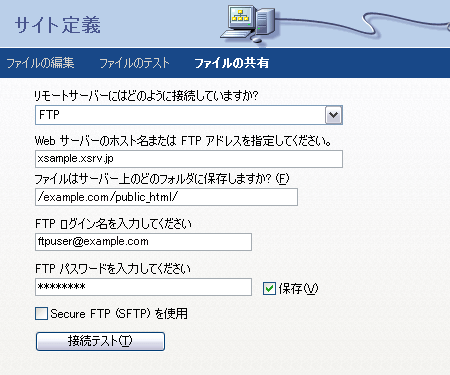 サイト定義
ファイルの編集 ファイルのテスト ファイルの共有
リモートサーバーにはどのように接続していますか?
FTP
Web サーバーのホスト名または FTP アドレスを指定してください。
xsample.xsrv.jp
ファイルはサーバー上のどのフォルダに保存しますか? (F)
/example.com/public_html/
FTP ログイン名を入力してください
ftpuser@example.com
FTP パスワードを入力してください
******** 保存(V)
Secure FTP (SFTP) を使用
接続テスト(T)